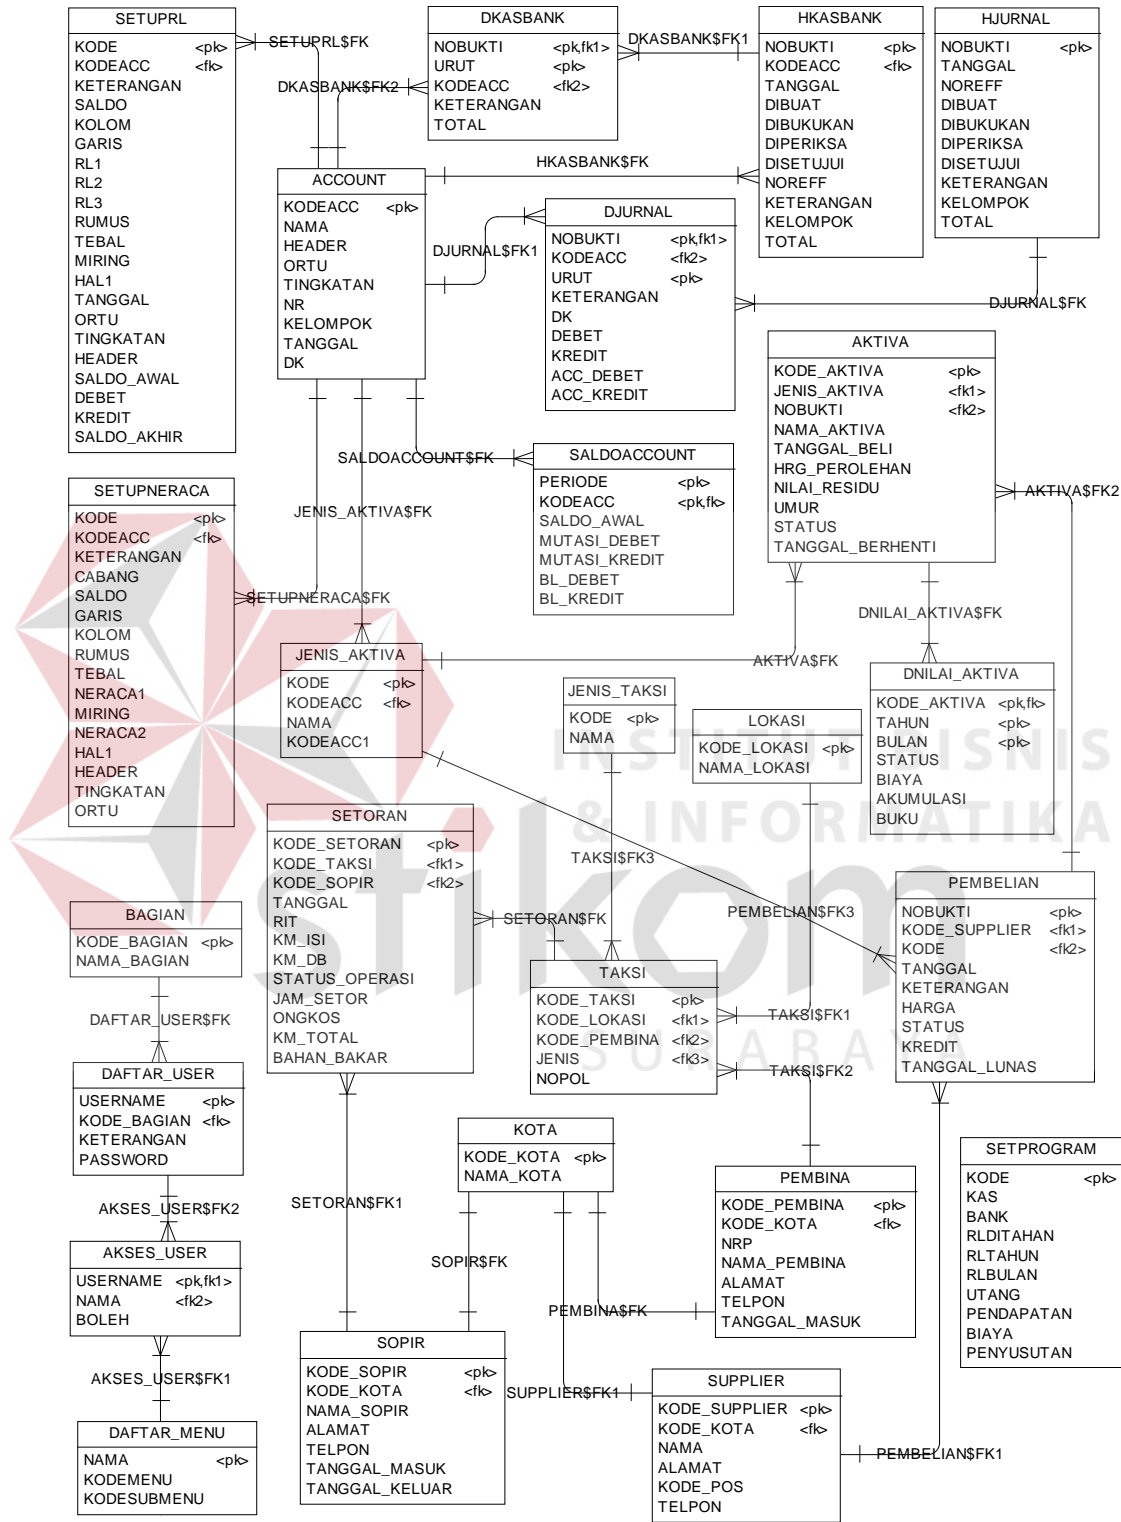 SETUPRL
KODE <pk>
KODEACC <fk>
KETERANGAN
SALDO
KOLOM
GARIS
RL1
RL2
RL3
RUMUS
TEBAL
MIRING
HAL1
TANGGAL
ORTU
TINGKATAN
HEADER
SALDO_AWAL
DEBET
KREDIT
SALDO_AKHIR
SETUPRL$FK
DKASBANK
NOBUKTI <pk,fk1>
URUT <pk>
KODEACC <fk2>
KETERANGAN
TOTAL
DKASBANK$FK1
DKASBANK$FK2
HKASBANK
NOBUKTI <pk>
KODEACC <fk>
TANGGAL
DIBUAT
DIBUKUKAN
DIPERIKSA
DISETUJUI
NOREFF
KETERANGAN
KELOMPOK
TOTAL
HJURNAL
NOBUKTI <pk>
TANGGAL
NOREFF
DIBUAT
DIBUKUKAN
DIPERIKSA
DISETUJUI
KETERANGAN
KELOMPOK
TOTAL
HKASBANK$FK
ACCOUNT
KODEACC <pk>
NAMA
HEADER
ORTU
TINGKATAN
NR
KELOMPOK
TANGGAL
DK
DJURNAL$FK1
DJURNAL
NOBUKTI <pk,fk1>
KODEACC <fk2>
URUT <pk>
KETERANGAN
DK
DEBET
KREDIT
ACC_DEBET
ACC_KREDIT
DJURNAL$FK
AKTIVA
KODE_AKTIVA <pk>
JENIS_AKTIVA <fk1>
NOBUKTI <fk2>
NAMA_AKTIVA
TANGGAL_BELI
HRG_PEROLEHAN
NILAI_RESIDU
UMUR
STATUS
TANGGAL_BERHENTI
AKTIVA$FK2
SALDOACCOUNT$FK
SALDOACCOUNT
PERIODE <pk>
KODEACC <pk,fk>
SALDO_AWAL
MUTASI_DEBET
MUTASI_KREDIT
BL_DEBET
BL_KREDIT
JENIS_AKTIVA$FK
SETUPNERACA
KODE <pk>
KODEACC <fk>
KETERANGAN
CABANG
SALDO
GARIS
KOLOM
RUMUS
TEBAL
NERACA1
MIRING
NERACA2
HAL1
HEADER
TINGKATAN
ORTU
SETUPNERACA$FK
DNILAI_AKTIVA$FK
AKTIVA$FK
JENIS_AKTIVA
KODE <pk>
KODEACC <fk>
NAMA
KODEACC1
JENIS_TAKSI
KODE <pk>
NAMA
LOKASI
KODE_LOKASI <pk>
NAMA_LOKASI
DNILAI_AKTIVA
KODE_AKTIVA <pk,fk>
TAHUN <pk>
BULAN <pk>
STATUS
BIAYA
AKUMULASI
BUKU
INSTITUT BISNIS
& INFORMATIKA
stikom
SURABAYA
SETORAN
KODE_SETORAN <pk>
KODE_TAKSI <fk1>
KODE_SOPIR <fk2>
TANGGAL
RIT
KM_ISI
KM_DB
STATUS_OPERASI
JAM_SETOR
ONGKOS
KM_TOTAL
BAHAN_BAKAR
TAKSI$FK3
SETORAN$FK
PEMBELIAN$FK3
PEMBELIAN
NOBUKTI <pk>
KODE_SUPPLIER <fk1>
KODE <fk2>
TANGGAL
KETERANGAN
HARGA
STATUS
KREDIT
TANGGAL_LUNAS
BAGIAN
KODE_BAGIAN <pk>
NAMA_BAGIAN
DAFTAR_USER$FK
TAKSI
KODE_TAKSI <pk>
KODE_LOKASI <fk1>
KODE_PEMBINA <fk2>
JENIS <fk3>
NOPOL
TAKSI$FK1
TAKSI$FK2
DAFTAR_USER
USERNAME <pk>
KODE_BAGIAN <fk>
KETERANGAN
PASSWORD
KOTA
KODE_KOTA <pk>
NAMA_KOTA
PEMBINA
KODE_PEMBINA <pk>
KODE_KOTA <fk>
NRP
NAMA_PEMBINA
ALAMAT
TELPON
TANGGAL_MASUK
SETPROGRAM
KODE <pk>
KAS
BANK
RLDITAHAN
RLTAHUN
RLBULAN
UTANG
PENDAPATAN
BIAYA
PENYUSUTAN
AKSES_USER$FK2
SETORAN$FK1
SOPIR$FK
PEMBINA$FK
AKSES_USER
USERNAME <pk,fk1>
NAMA <fk2>
BOLEH
AKSES_USER$FK1
SOPIR
KODE_SOPIR <pk>
KODE_KOTA <fk>
NAMA_SOPIR
ALAMAT
TELPON
TANGGAL_MASUK
TANGGAL_KELUAR
SUPPLIER$FK1
SUPPLIER
KODE_SUPPLIER <pk>
KODE_KOTA <fk>
NAMA
ALAMAT
KODE_POS
TELPON
PEMBELIAN$FK1
DAFTAR_MENU
NAMA <pk>
KODEMENU
KODESUBMENU